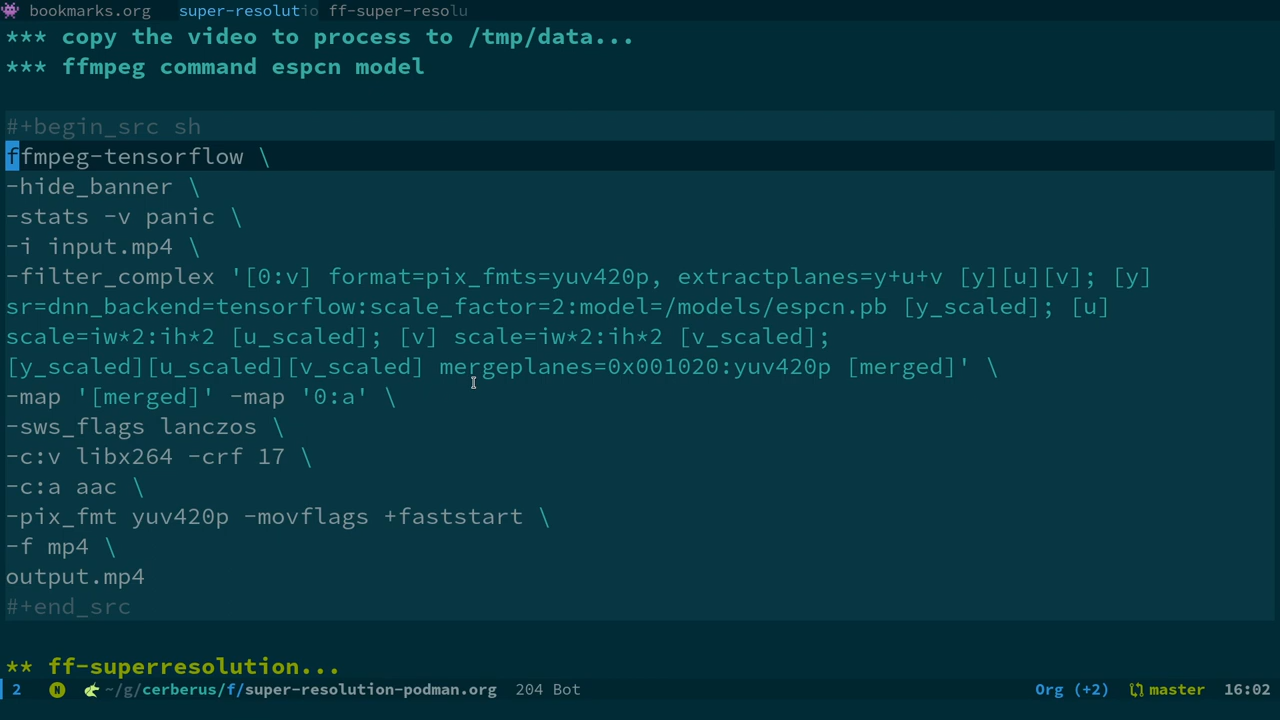 bookmarks.org super-resolutio ff-super-resolu
*** copy the video to process to /tmp/data...
*** ffmpeg command espcn model
#+begin_src sh
ffmpeg-tensorflow \
-hide_banner \
-stats -v panic \
-i input.mp4 \
-filter_complex '[0:v] format=pix_fmts=yuv420p, extractplanes=y+u+v [y][u][v]; [y]
sr=dnn_backend=tensorflow:scale_factor=2:model=/models/espcn.pb [y_scaled]; [u]
scale=iw*2:ih*2 [u_scaled]; [v] scale=iw*2:ih*2 [v_scaled];
[y_scaled][u_scaled][v_scaled] mergeplanes=0x001020:yuv420p [merged]' \
-map '[merged]' -map '0:a' \
-sws_flags lanczos \
-c:v libx264 -crf 17 \
-c:a aac \
-pix_fmt yuv420p -movflags +faststart \
-f mp4 \
output.mp4
#+end_src
** ff-superresolution...
2 N ~/g/cerberus/f/super-resolution-podman.org 204 Bot Org (+2) master 16:02